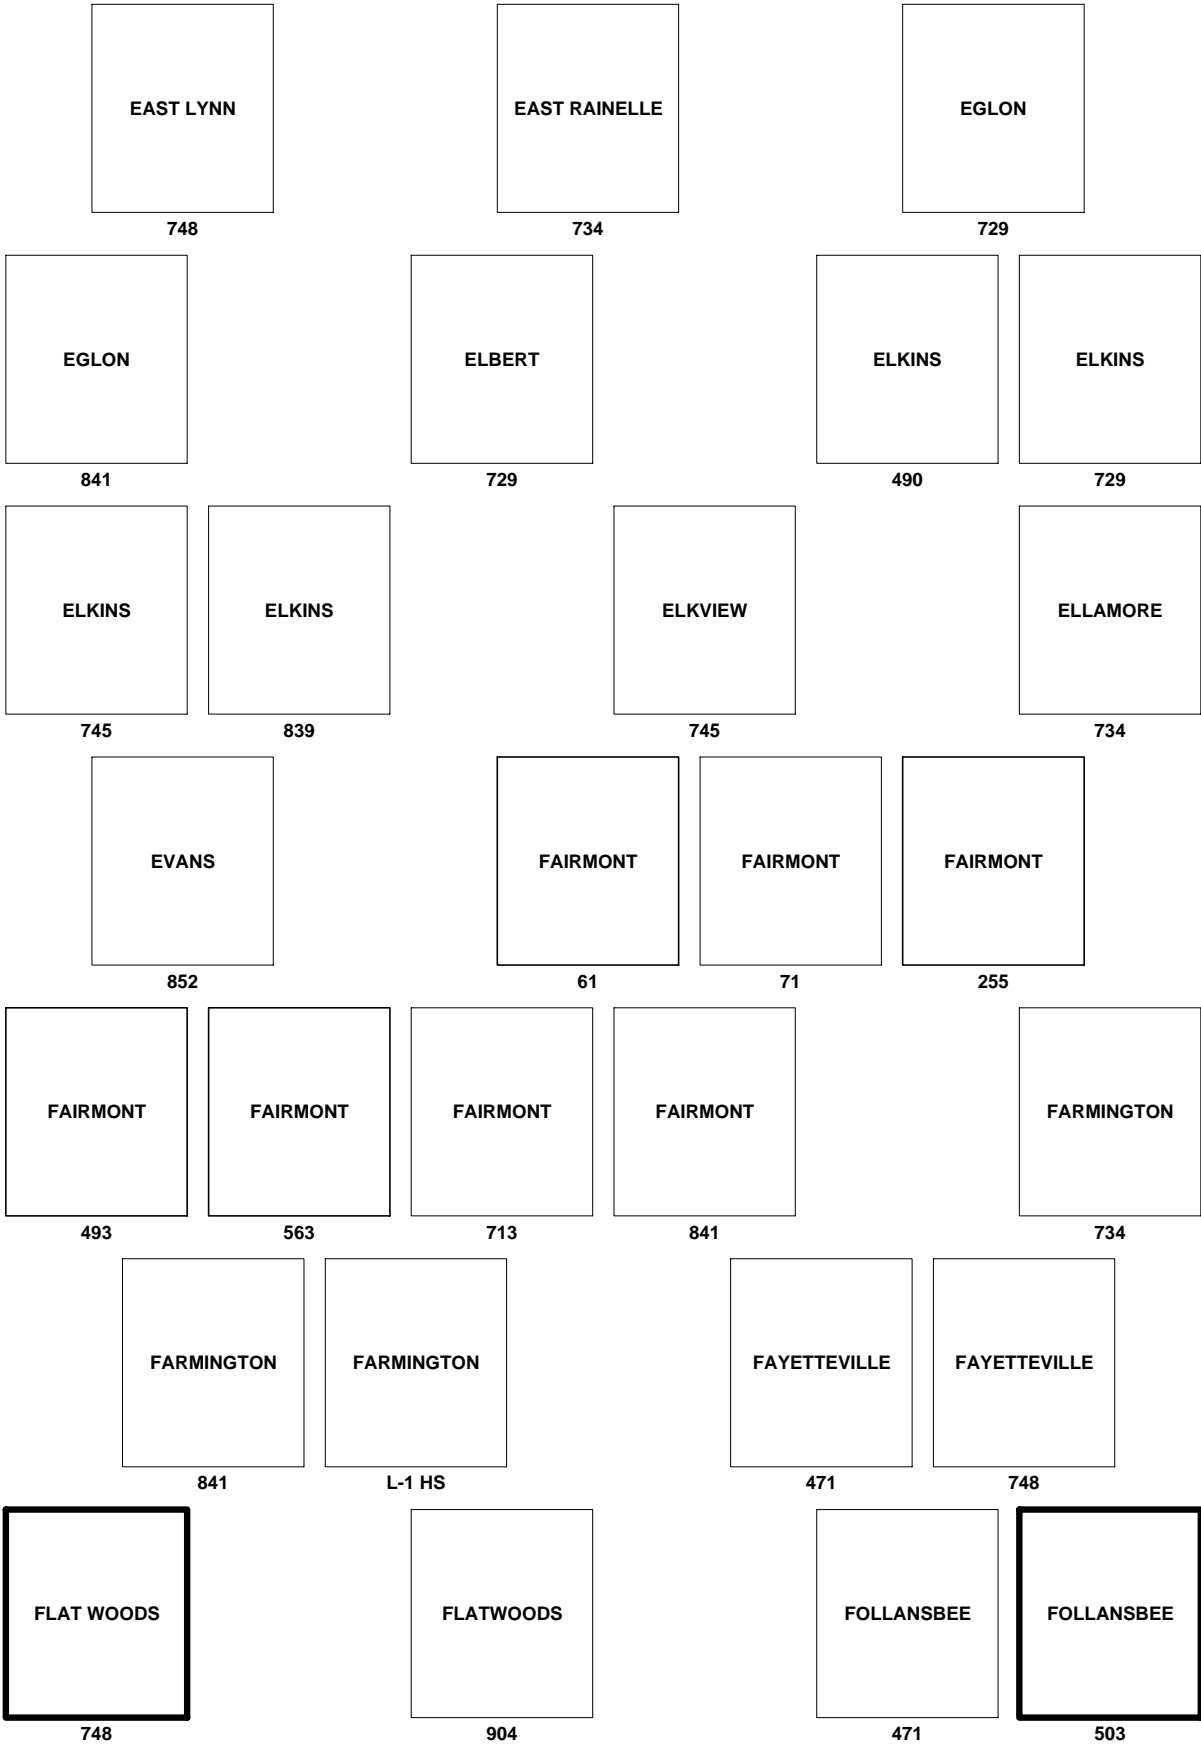 EAST LYNN
EAST RAINELLE
EGLON
748
734
729
EGLON
ELBERT
ELKINS
ELKINS
841
729
490
729
ELKINS
ELKINS
ELKVIEW
ELLAMORE
745
839
745
734
EVANS
FAIRMONT
FAIRMONT
FAIRMONT
852
61
71
255
FAIRMONT
FAIRMONT
FAIRMONT
FAIRMONT
FARMINGTON
493
563
713
841
734
FARMINGTON
FARMINGTON
FAYETTEVILLE
FAYETTEVILLE
841
L-1 HS
471
748
FLAT WOODS
FLATWOODS
FOLLANSBEE
FOLLANSBEE
748
904
471
503